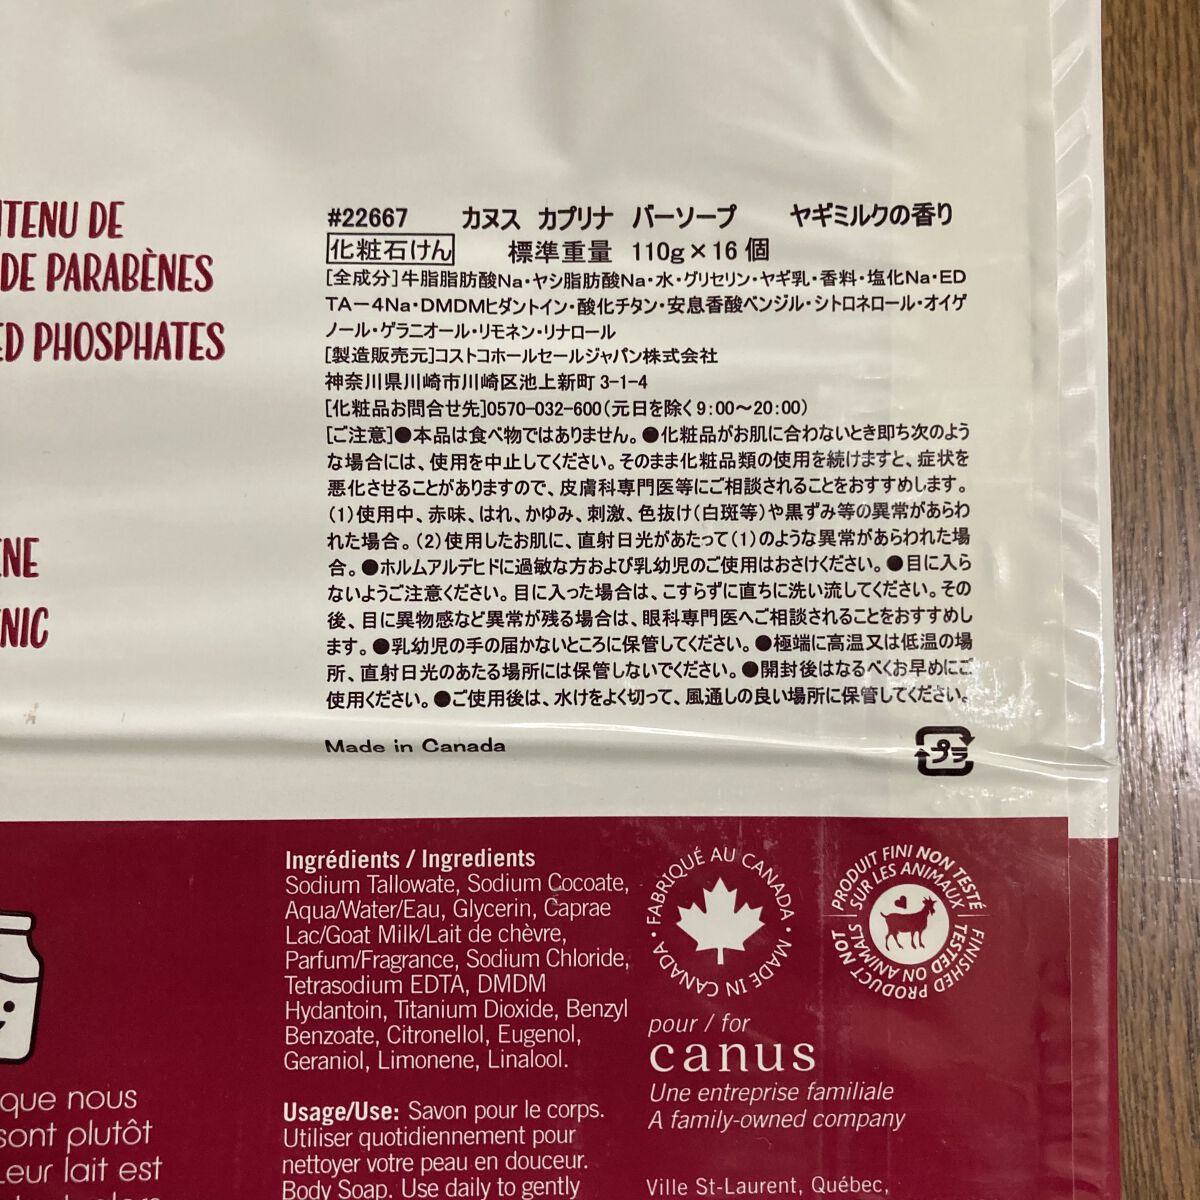 TENU DE
DE PARABÈNES
ED PHOSPHATES
ÈNE
NIC
#22667 カヌス カプリナ バーソープ ヤギミルクの香り
化粧石けん 標準重量 110g×16個
[全成分]牛脂脂肪酸Na・ヤシ脂肪酸Na・水・グリセリン・ヤギ乳・香料・塩化Na・ED
TA－4Na・DMDMヒダントイン・酸化チタン・安息香酸ベンジル・シトロネロール・オイゲ
ノール・ゲラニオール・リモネン・リナロール
[製造販売元]コストコホールセールジャパン株式会社
神奈川県川崎市川崎区池上新町3-1-4
[化粧品お問合せ先]0570-032-600(元日を除く9:00～20:00)
[ご注意]●本品は食べ物ではありません。●化粧品がお肌に合わないとき即ち次のよう
な場合には、使用を中止してください。そのまま化粧品類の使用を続けますと、症状を
悪化させることがありますので、皮膚科専門医等にご相談されることをおすすめします。
(1)使用中、赤味、はれ、かゆみ、刺激、色抜け(白斑等)や黒ずみ等の異常があらわ
れた場合。(2)使用したお肌に、直射日光があたって(1)のような異常があらわれた場
合。●ホルムアルデヒドに過敏な方および乳幼児のご使用はおさけください。●目に入ら
ないようご注意ください。目に入った場合は、こすらずに直ちに洗い流してください。その
後、目に異物感など異常が残る場合は、眼科専門医へご相談されることをおすすめし
ます。●乳幼児の手の届かないところに保管してください。●極端に高温又は低温の場
所、直射日光のあたる場所には保管しないでください。●開封後はなるべくお早めにご
使用ください。●ご使用後は、水けをよく切って、風通しの良い場所に保管してください。
Made in Canada
プラ
Ingrédients / Ingredients
Sodium Tallowate, Sodium Cocoate,
Aqua/Water/Eau, Glycerin, Caprae
Lac/Goat Milk/Lait de chèvre,
Parfum/Fragrance, Sodium Chloride,
Tetrasodium EDTA, DMDM
Hydantoin, Titanium Dioxide, Benzyl
Benzoate, Citronellol, Eugenol,
Geraniol, Limonene, Linalool.
Usage/Use: Savon pour le corps.
Utiliser quotidiennement pour
nettoyer votre peau en douceur.
Body Soap. Use daily to gently
FABRIQUÉ AU CANADA • MADE IN CANADA •
PRODUIT FINI NON TESTÉ
SUR LES ANIMAUX
FINISHED PRODUCT NOT
TESTED ON ANIMALS
pour / for
canus
Une entreprise familiale
A family-owned company
Ville St-Laurent, Québec,
que nous
sont plutôt
Leur lait est